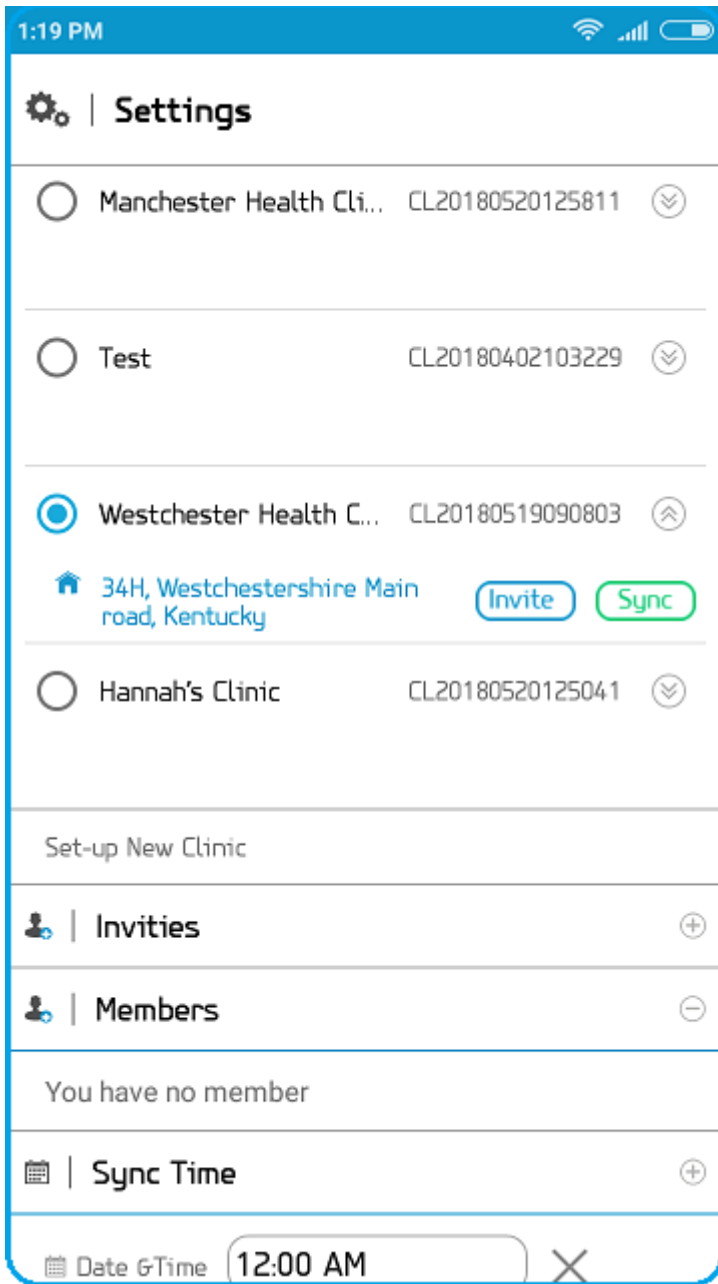 1:19 PM
Settings
Manchester Health Cli... CL20180520125811
Test CL20180402103229
Westchester Health C... CL20180519090803
34H, Westchestershire Main
road, Kentucky
Invite Sync
Hannah's Clinic CL20180520125041
Set-up New Clinic
Invities
Members
You have no member
Sync Time
Date &Time 12:00 AM